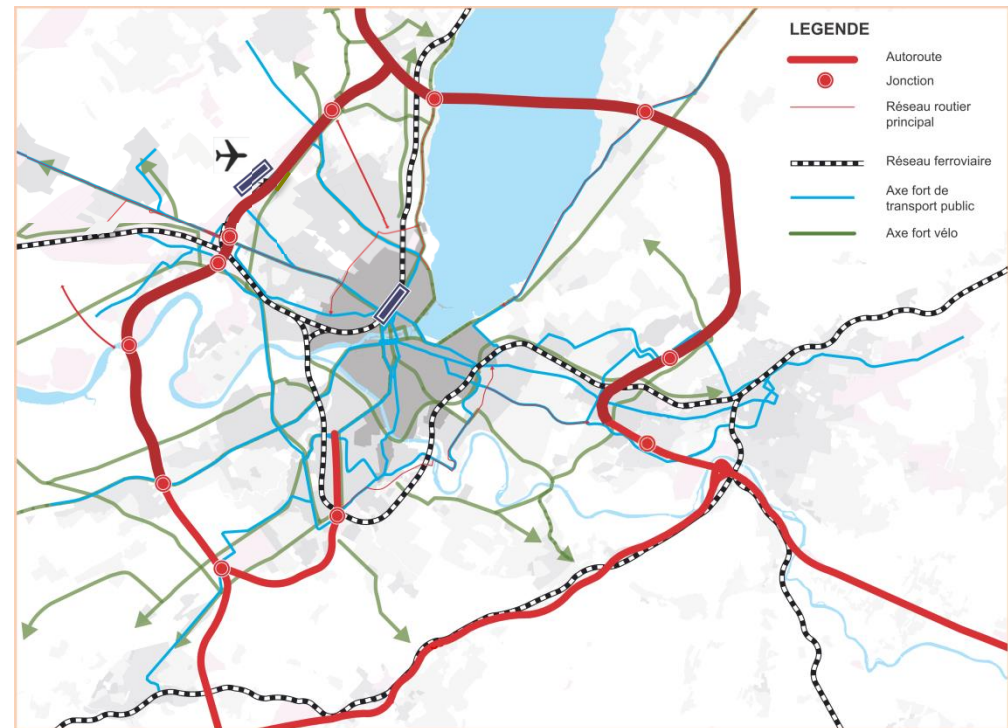 LEGENDE
Autoroute
Jonction
Réseau routier
principal
Réseau ferroviaire
Axe fort de
transport public
Axe fort vélo